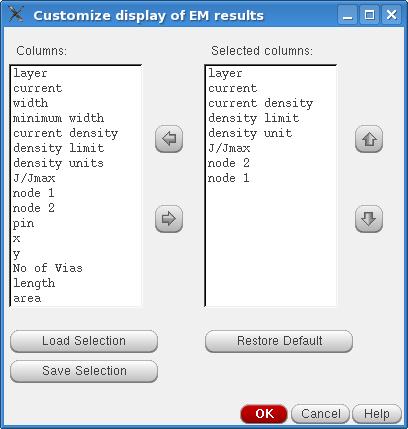 Customize display of EM results
Columns:
Selected columns:
layer
current
width
minimum width
current density
density limit
density units
J/Jmax
node 1
node 2
pin
x
y
No of Vias
length
area
layer
current
current density
density limit
density unit
J/Jmax
node 2
node 1
Load Selection
Restore Default
Save Selection
OK
Cancel
Help